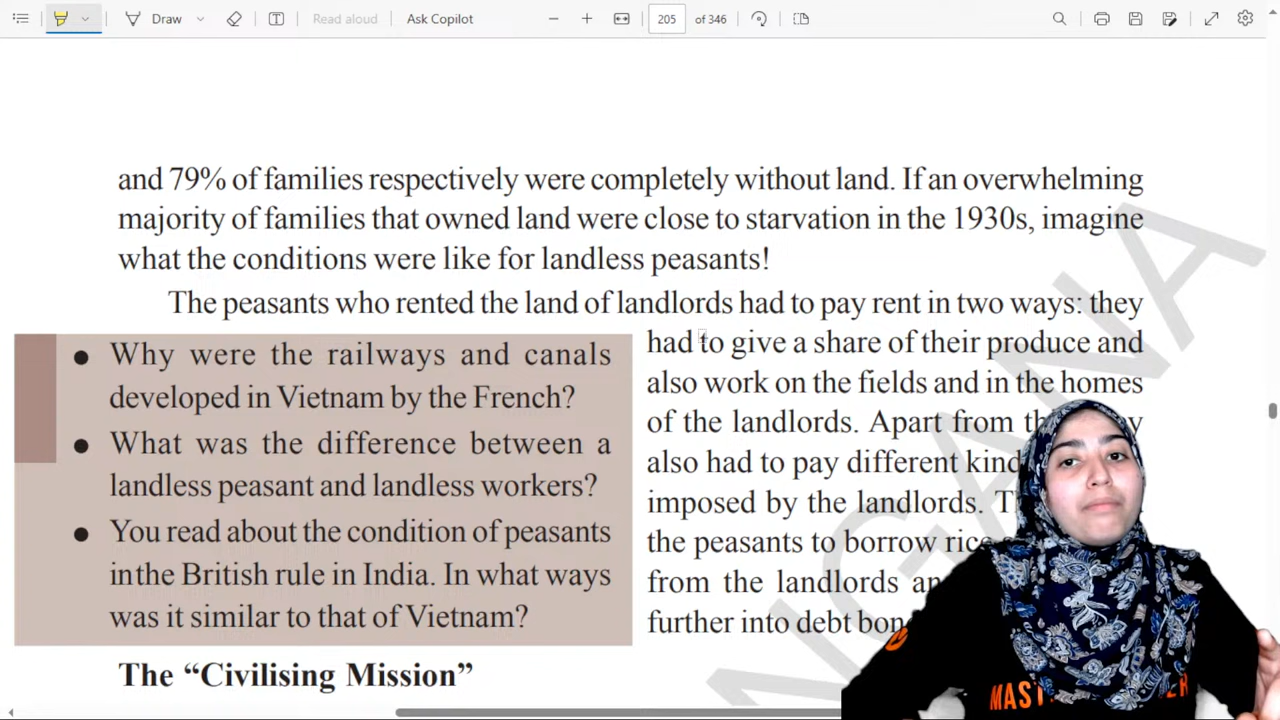 Draw
Read aloud
Ask Copilot
205 of 346
and 79% of families respectively were completely without land. If an overwhelming
majority of families that owned land were close to starvation in the 1930s, imagine
what the conditions were like for landless peasants!
The peasants who rented the land of landlords had to pay rent in two ways: they
had to give a share of their produce and
also work on the fields and in the homes
of the landlords. Apart from
also had to pay different
imposed by the landlords.
the peasants to borrow rice
from the landlords
further into debt
• Why were the railways and canals
developed in Vietnam by the French?
• What was the difference between a
landless peasant and landless workers?
• You read about the condition of peasants
inthe British rule in India. In what ways
was it similar to that of Vietnam?
The “Civilising Mission”